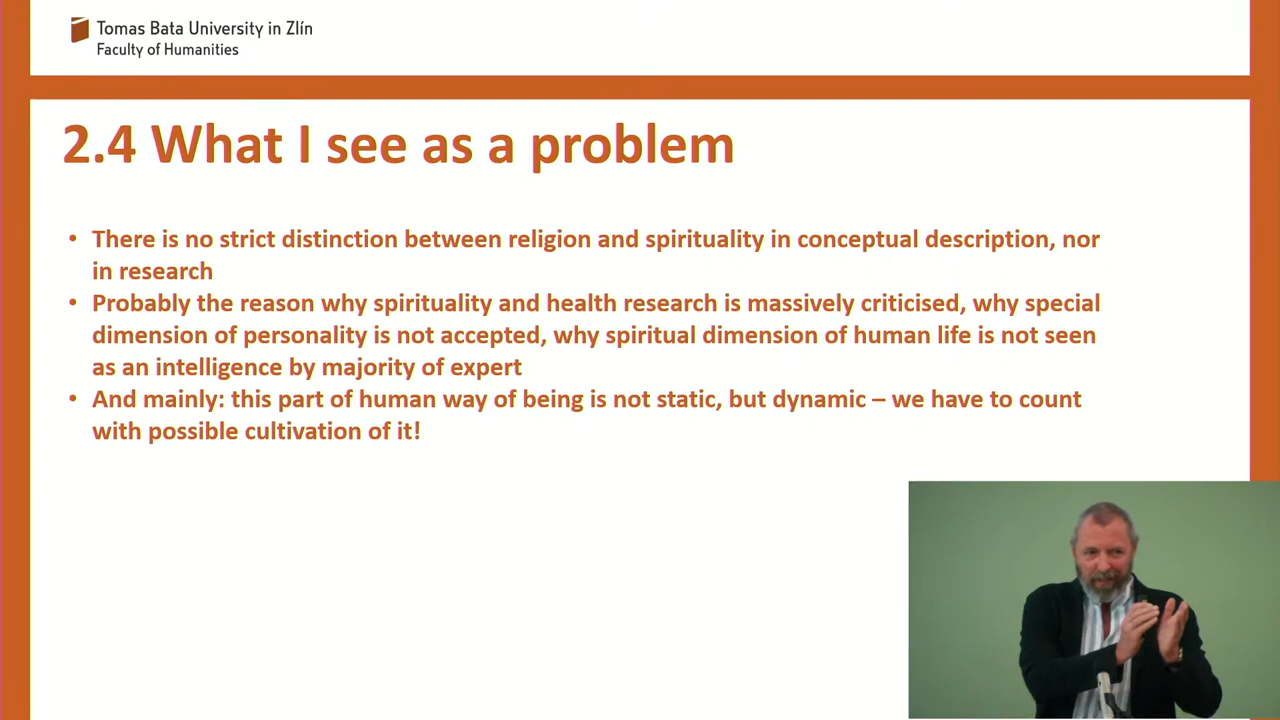 Tomas Bata University in Zlín
Faculty of Humanities
2.4 What I see as a problem
• There is no strict distinction between religion and spirituality in conceptual description, nor
in research
• Probably the reason why spirituality and health research is massively criticised, why special
dimension of personality is not accepted, why spiritual dimension of human life is not seen
as an intelligence by majority of expert
• And mainly: this part of human way of being is not static, but dynamic – we have to count
with possible cultivation of it!